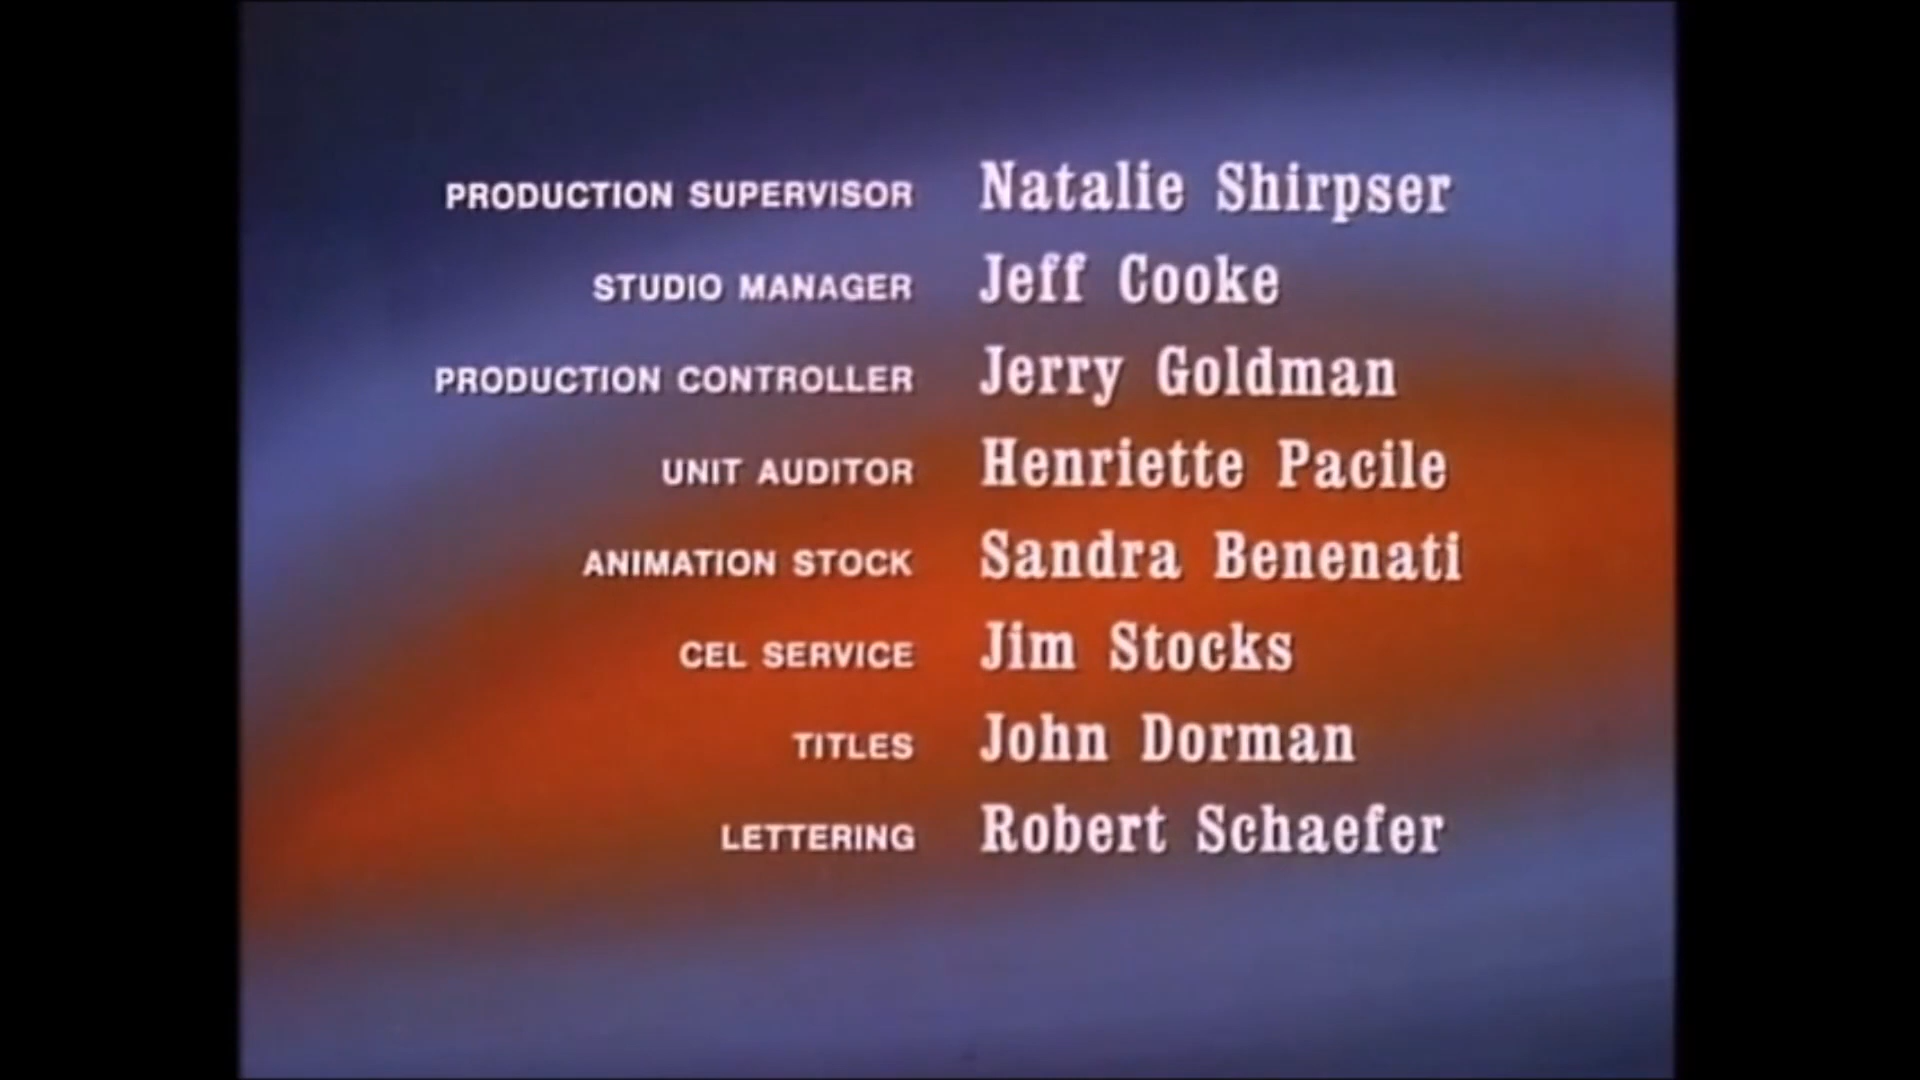 PRODUCTION SUPERVISOR Natalie Shirpser
STUDIO MANAGER Jeff Cooke
PRODUCTION CONTROLLER Jerry Goldman
UNIT AUDITOR Henriette Pacile
ANIMATION STOCK Sandra Benenati
CEL SERVICE Jim Stocks
TITLES John Dorman
LETTERING Robert Schaefer